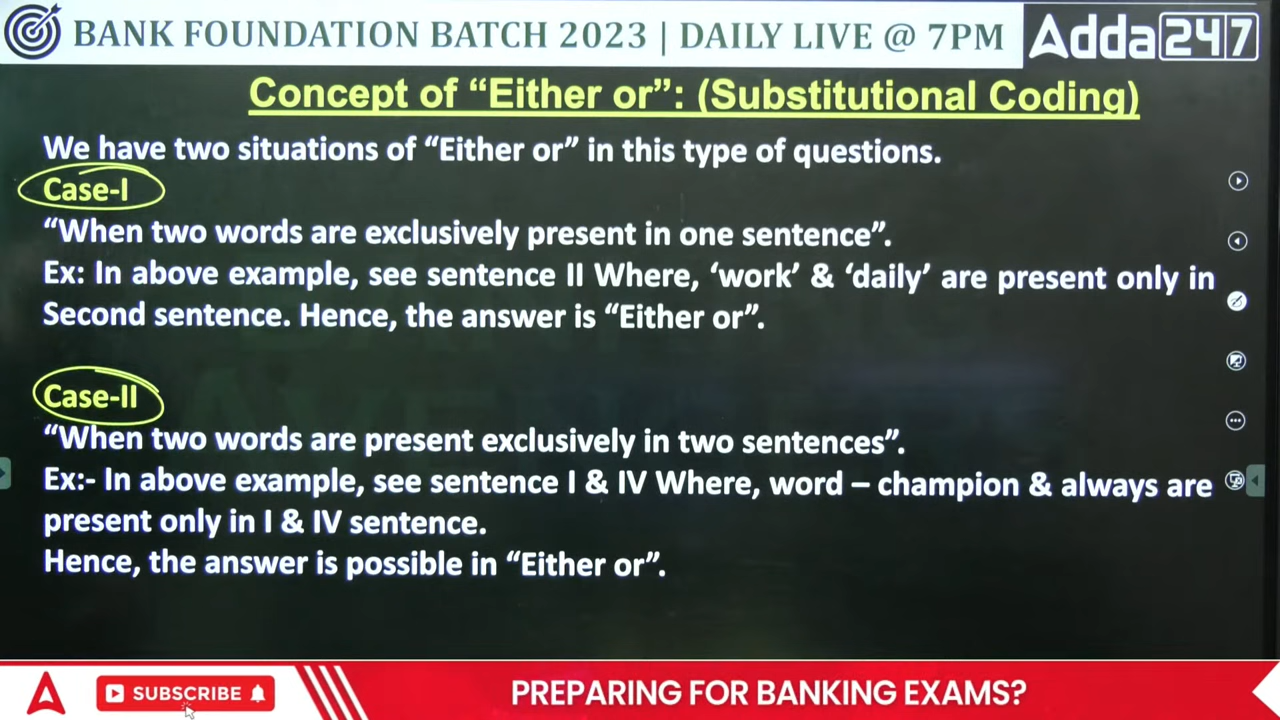 BANK FOUNDATION BATCH 2023 | DAILY LIVE @ 7PM
Adda247
Concept of “Either or”: (Substitutional Coding)
We have two situations of “Either or” in this type of questions.
Case-I
“When two words are exclusively present in one sentence”.
Ex: In above example, see sentence II Where, ‘work’ & ‘daily’ are present only in
Second sentence. Hence, the answer is “Either or”.
Case-II
“When two words are present exclusively in two sentences”.
Ex:- In above example, see sentence I & IV Where, word – champion & always are
present only in I & IV sentence.
Hence, the answer is possible in “Either or”.
SUBSCRIBE
PREPARING FOR BANKING EXAMS?